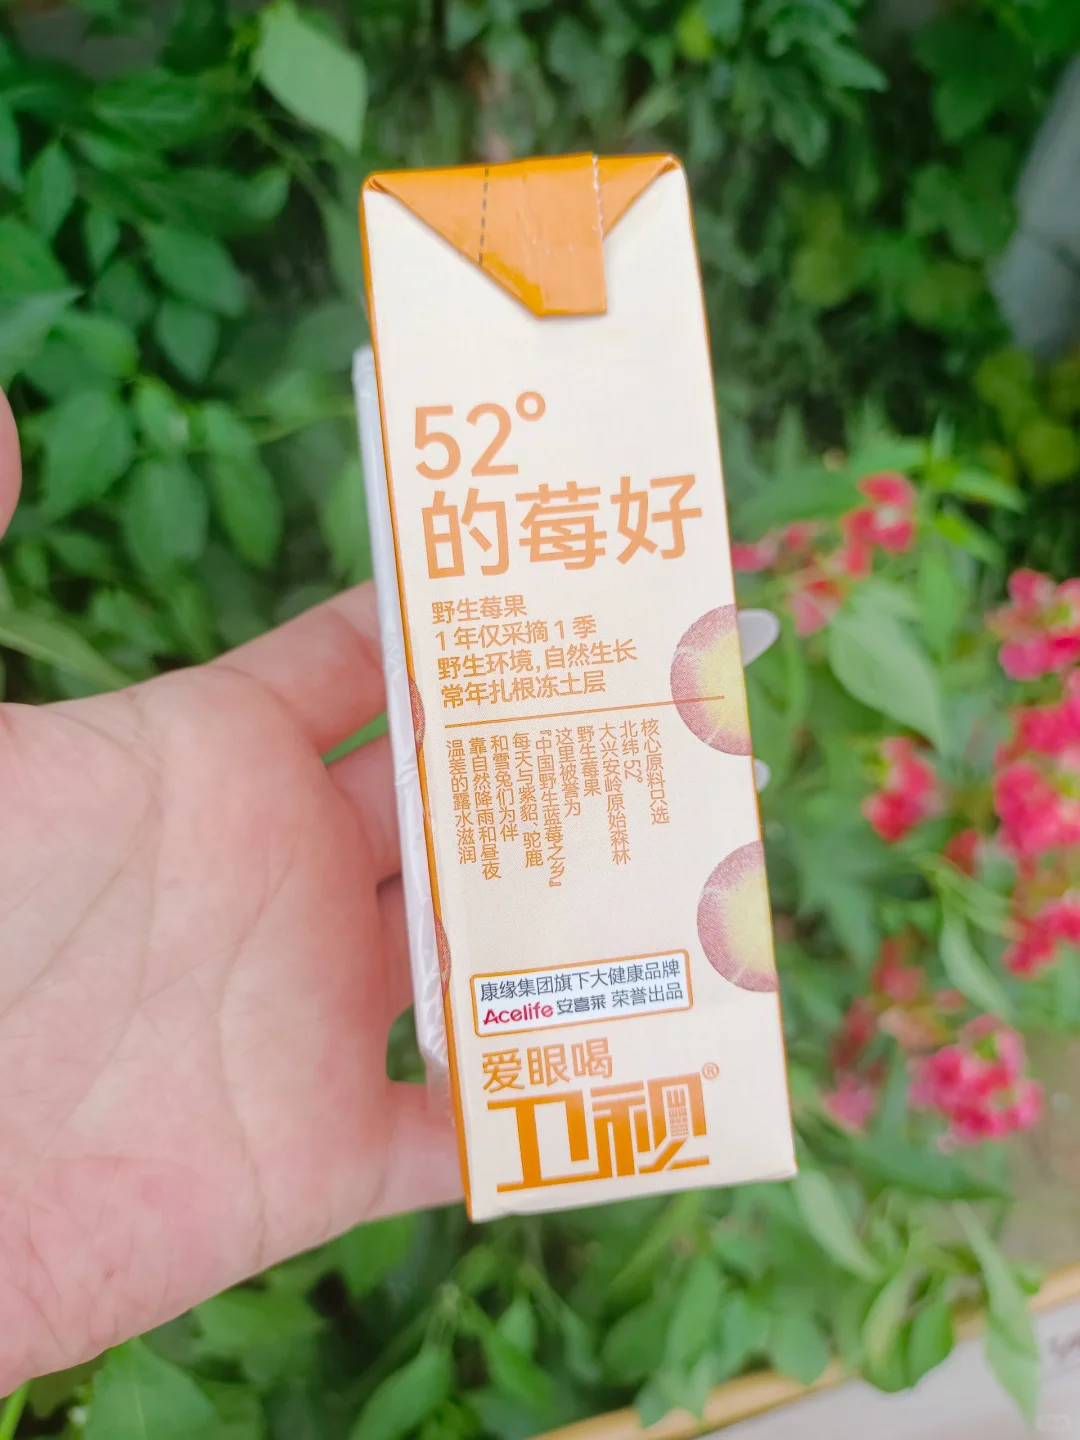 52°
的莓好
野生莓果
1年仅采摘1季
野生环境,自然生长
常年扎根冻土层
核心原料只选
北纬52°
大兴安岭原始森林
野生莓果
这里被誉为
『中国野生蓝莓之乡』
每天与紫貂、驼鹿
和雪兔们为伴
靠自然降雨和昼夜
温差的露水滋润
康缘集团旗下大健康品牌
Acelife 安喜莱 荣誉出品
爱眼喝
卫视®